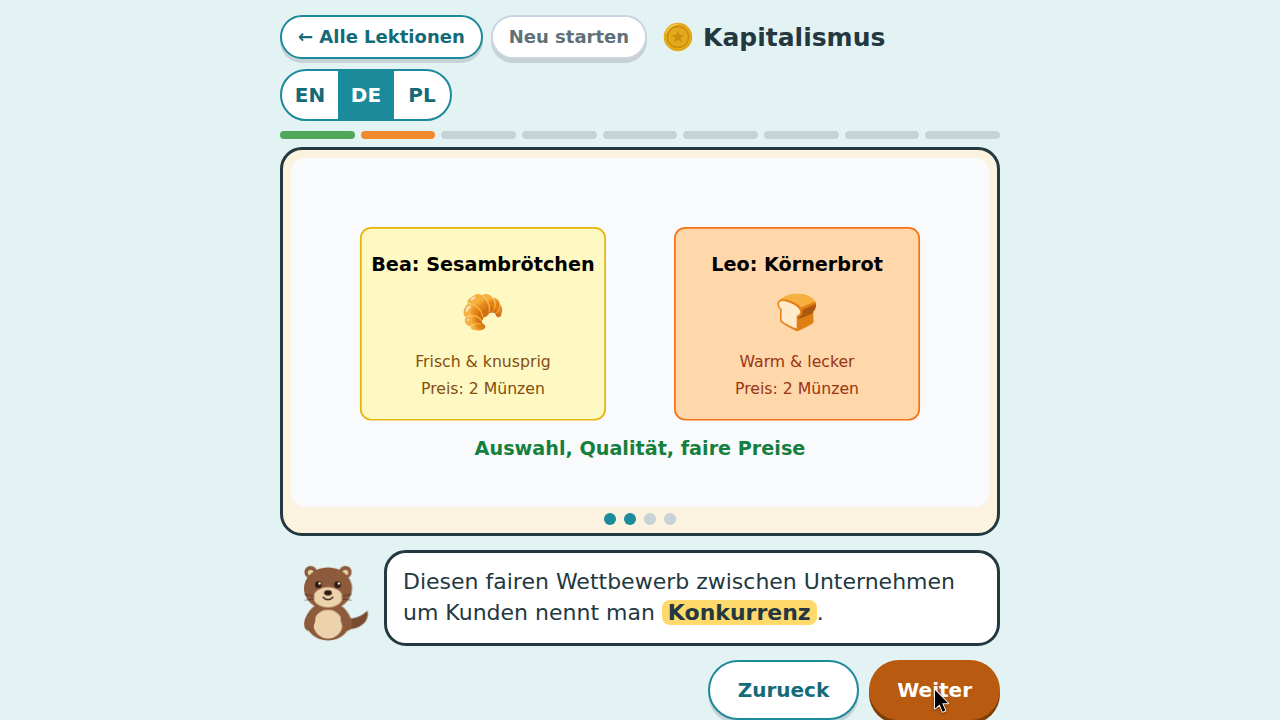 ← Alle Lektionen
Neu starten
Kapitalismus
EN DE PL
Bea: Sesambrötchen
Frisch & knusprig
Preis: 2 Münzen
Leo: Körnerbrot
Warm & lecker
Preis: 2 Münzen
Auswahl, Qualität, faire Preise
Diesen fairen Wettbewerb zwischen Unternehmen
um Kunden nennt man Konkurrenz.
Zurueck
Weiter